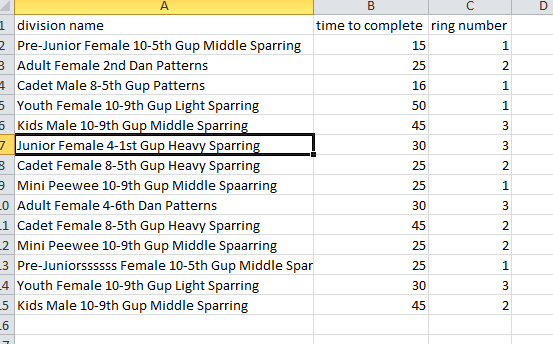 A B C D
1 division name time to complete ring number
2 Pre-Junior Female 10-5th Gup Middle Sparring 15 1
3 Adult Female 2nd Dan Patterns 25 2
4 Cadet Male 8-5th Gup Patterns 16 1
5 Youth Female 10-9th Gup Light Sparring 50 1
6 Kids Male 10-9th Gup Middle Sparring 45 3
7 Junior Female 4-1st Gup Heavy Sparring 30 3
8 Cadet Female 8-5th Gup Heavy Sparring 25 2
9 Mini Peewee 10-9th Gup Middle Spaarring 25 1
10 Adult Female 4-6th Dan Patterns 30 3
11 Cadet Female 8-5th Gup Heavy Sparring 45 2
12 Mini Peewee 10-9th Gup Middle Spaarring 25 2
13 Pre-Juniorssssss Female 10-5th Gup Middle Spar 25 1
14 Youth Female 10-9th Gup Light Sparring 30 3
15 Kids Male 10-9th Gup Middle Sparring 45 2
16